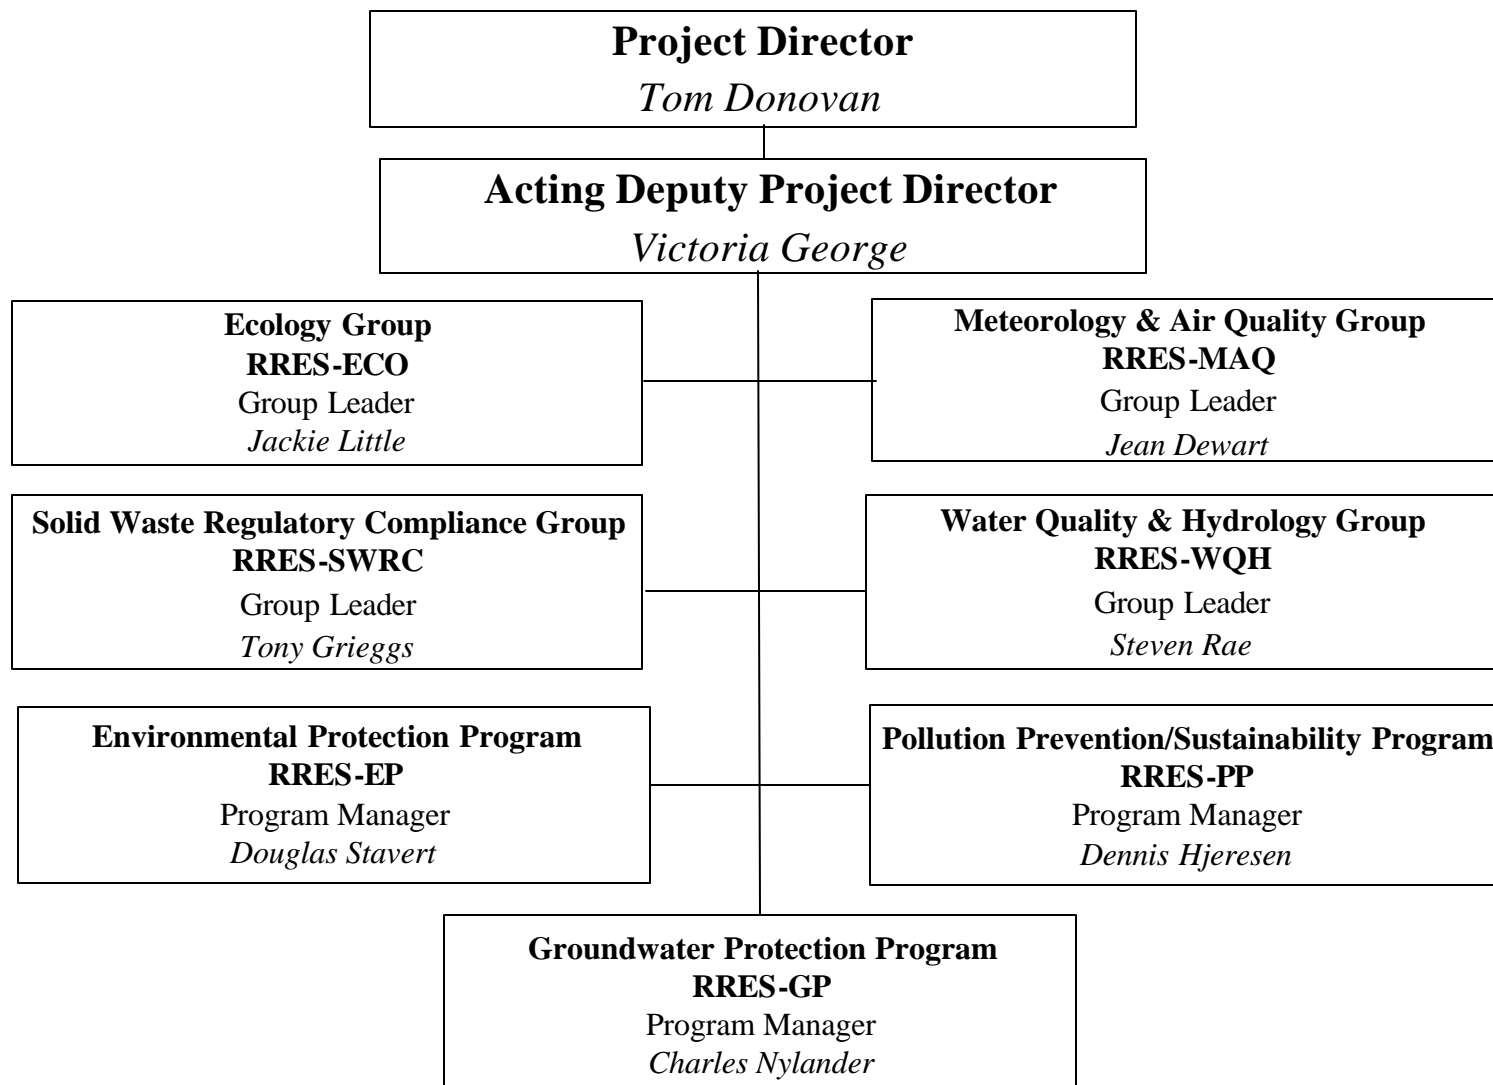 Project Director
Tom Donovan
Acting Deputy Project Director
Victoria George
Ecology Group
RRES-ECO
Group Leader
Jackie Little
Meteorology & Air Quality Group
RRES-MAQ
Group Leader
Jean Dewart
Solid Waste Regulatory Compliance Group
RRES-SWRC
Group Leader
Tony Grieggs
Water Quality & Hydrology Group
RRES-WQH
Group Leader
Steven Rae
Environmental Protection Program
RRES-EP
Program Manager
Douglas Stavert
Pollution Prevention/Sustainability Program
RRES-PP
Program Manager
Dennis Hjeresen
Groundwater Protection Program
RRES-GP
Program Manager
Charles Nylander